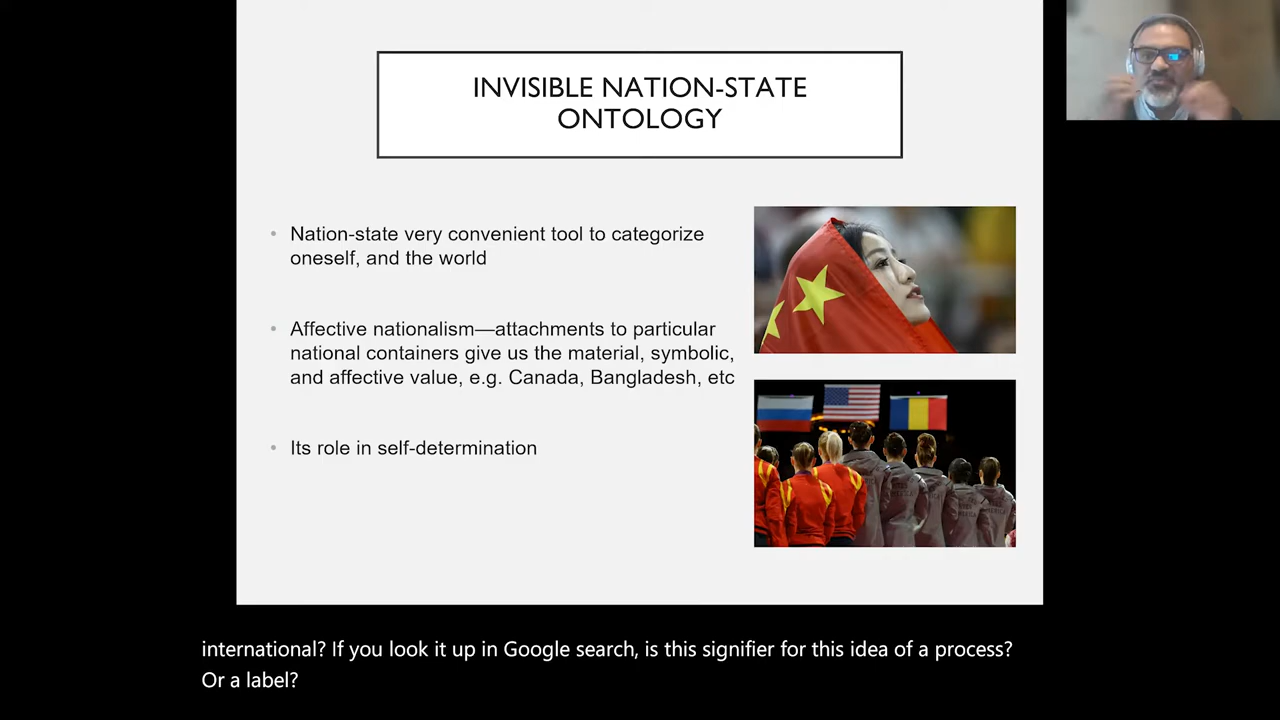 INVISIBLE NATION-STATE
ONTOLOGY
• Nation-state very convenient tool to categorize
oneself, and the world
• Affective nationalism—attachments to particular
national containers give us the material, symbolic,
and affective value, e.g. Canada, Bangladesh, etc
• Its role in self-determination
international? If you look it up in Google search, is this signifier for this idea of a process?
Or a label?